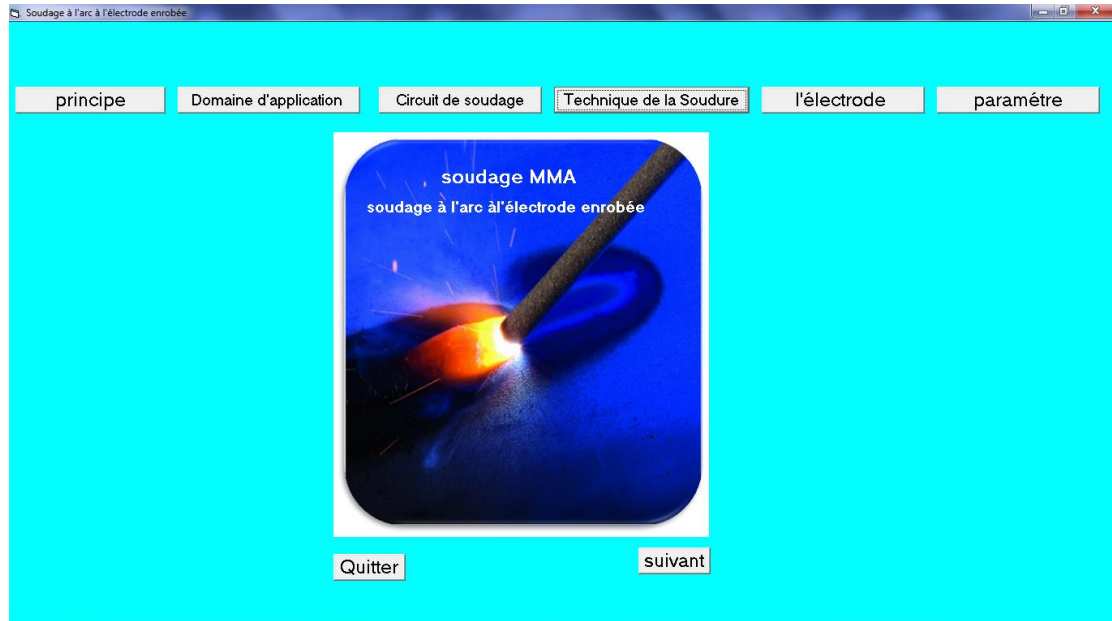 Soudage à l'arc à l'électrode enrobée
principe
Domaine d'application
Circuit de soudage
Technique de la Soudure
l'électrode
paramétre
soudage MMA
soudage à l'arc àl'électrode enrobée
Quitter
suivant